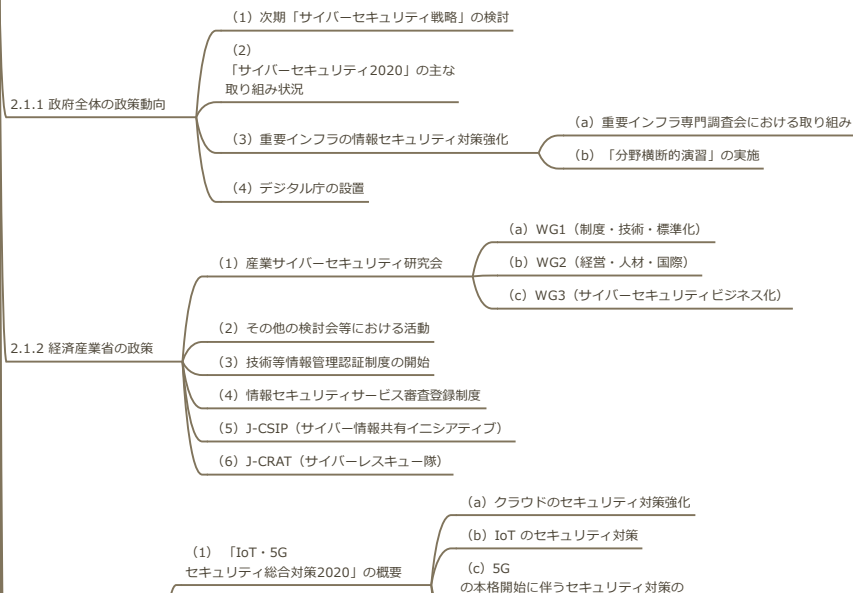 2.1.1 政府全体の政策動向
（1）次期「サイバーセキュリティ戦略」の検討
（2）
「サイバーセキュリティ2020」の主な
取り組み状況
（3）重要インフラの情報セキュリティ対策強化
（a）重要インフラ専門調査会における取り組み
（b）「分野横断的演習」の実施
（4）デジタル庁の設置
2.1.2 経済産業省の政策
（1）産業サイバーセキュリティ研究会
（a）WG1（制度・技術・標準化）
（b）WG2（経営・人材・国際）
（c）WG3（サイバーセキュリティビジネス化）
（2）その他の検討会等における活動
（3）技術等情報管理認証制度の開始
（4）情報セキュリティサービス審査登録制度
（5）J-CSIP（サイバー情報共有イニシアティブ）
（6）J-CRAT（サイバーレスキュー隊）
（1） 「IoT・5G
セキュリティ総合対策2020」の概要
（a）クラウドのセキュリティ対策強化
（b）IoT のセキュリティ対策
（c）5G
の本格開始に伴うセキュリティ対策の